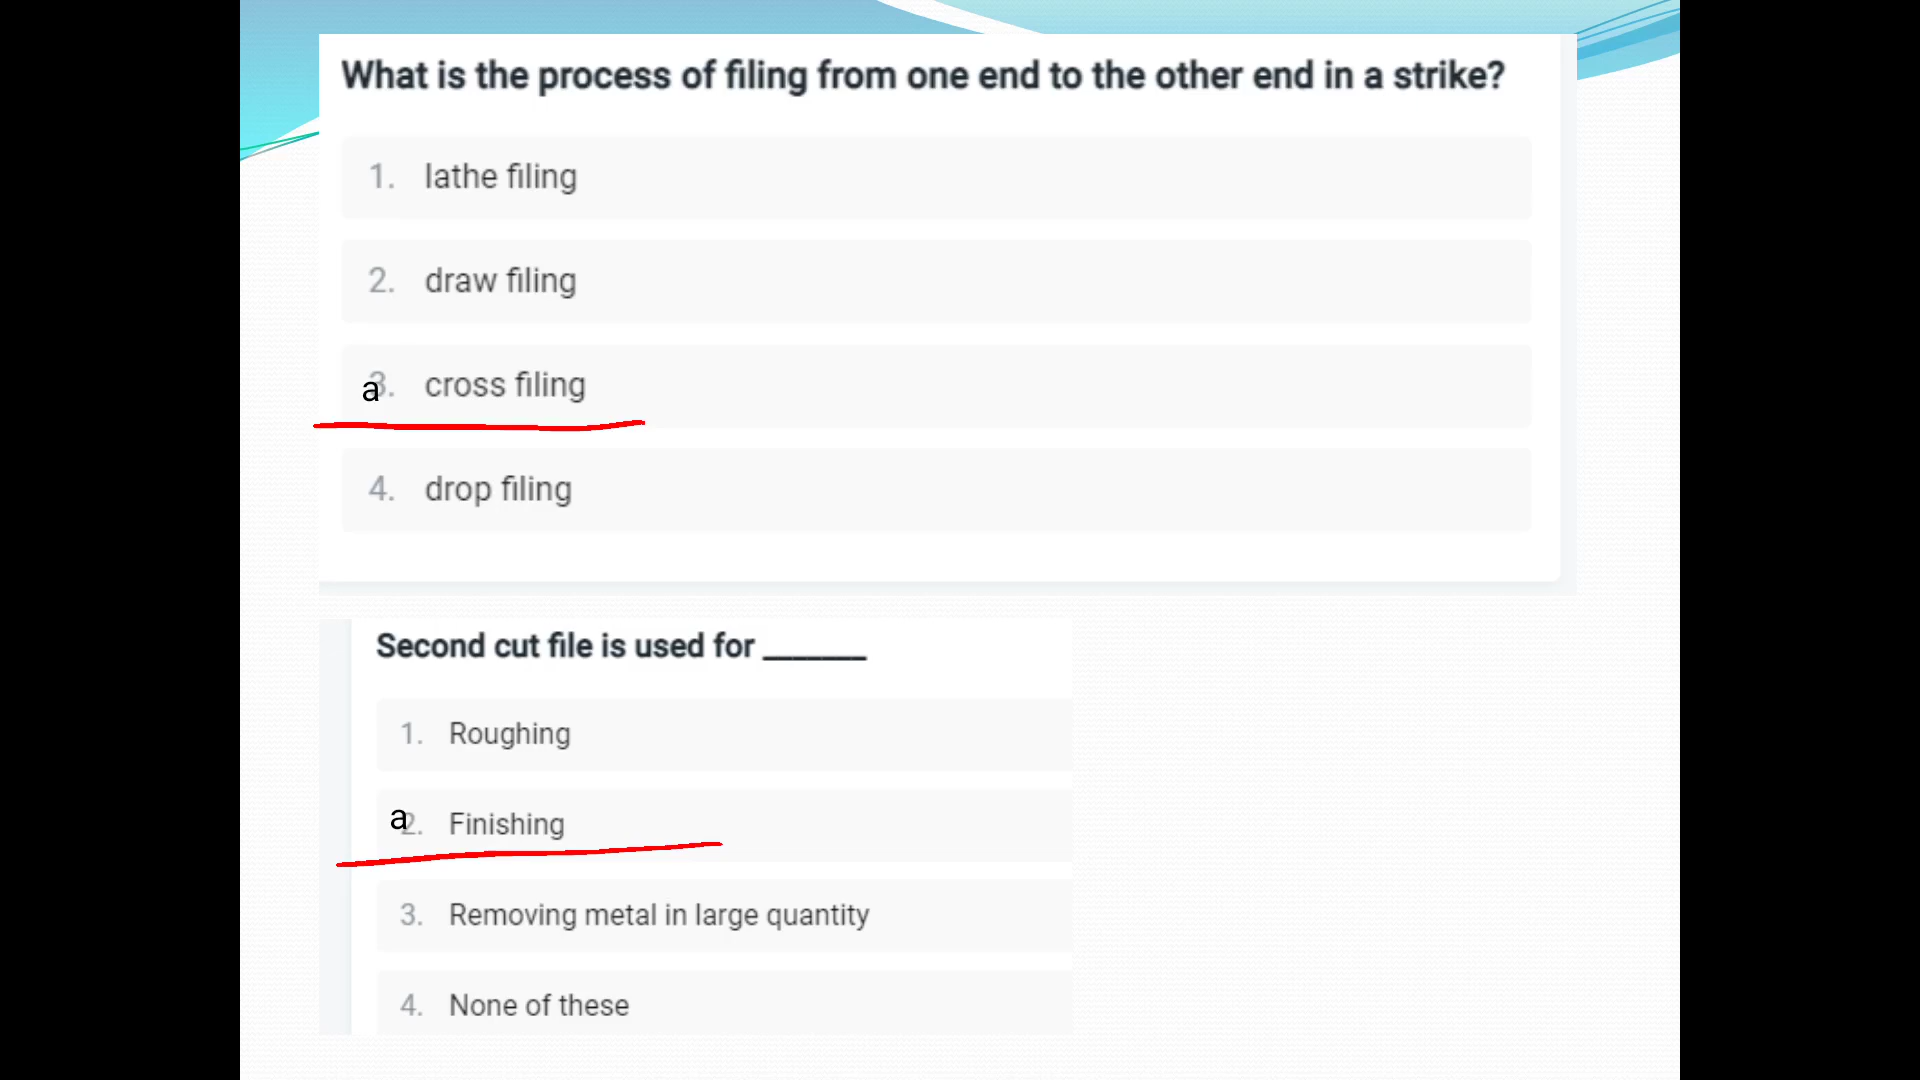 What is the process of filing from one end to the other end in a strike?
1. lathe filing
2. draw filing
a3. cross filing
4. drop filing
Second cut file is used for _______
1. Roughing
a2. Finishing
3. Removing metal in large quantity
4. None of these